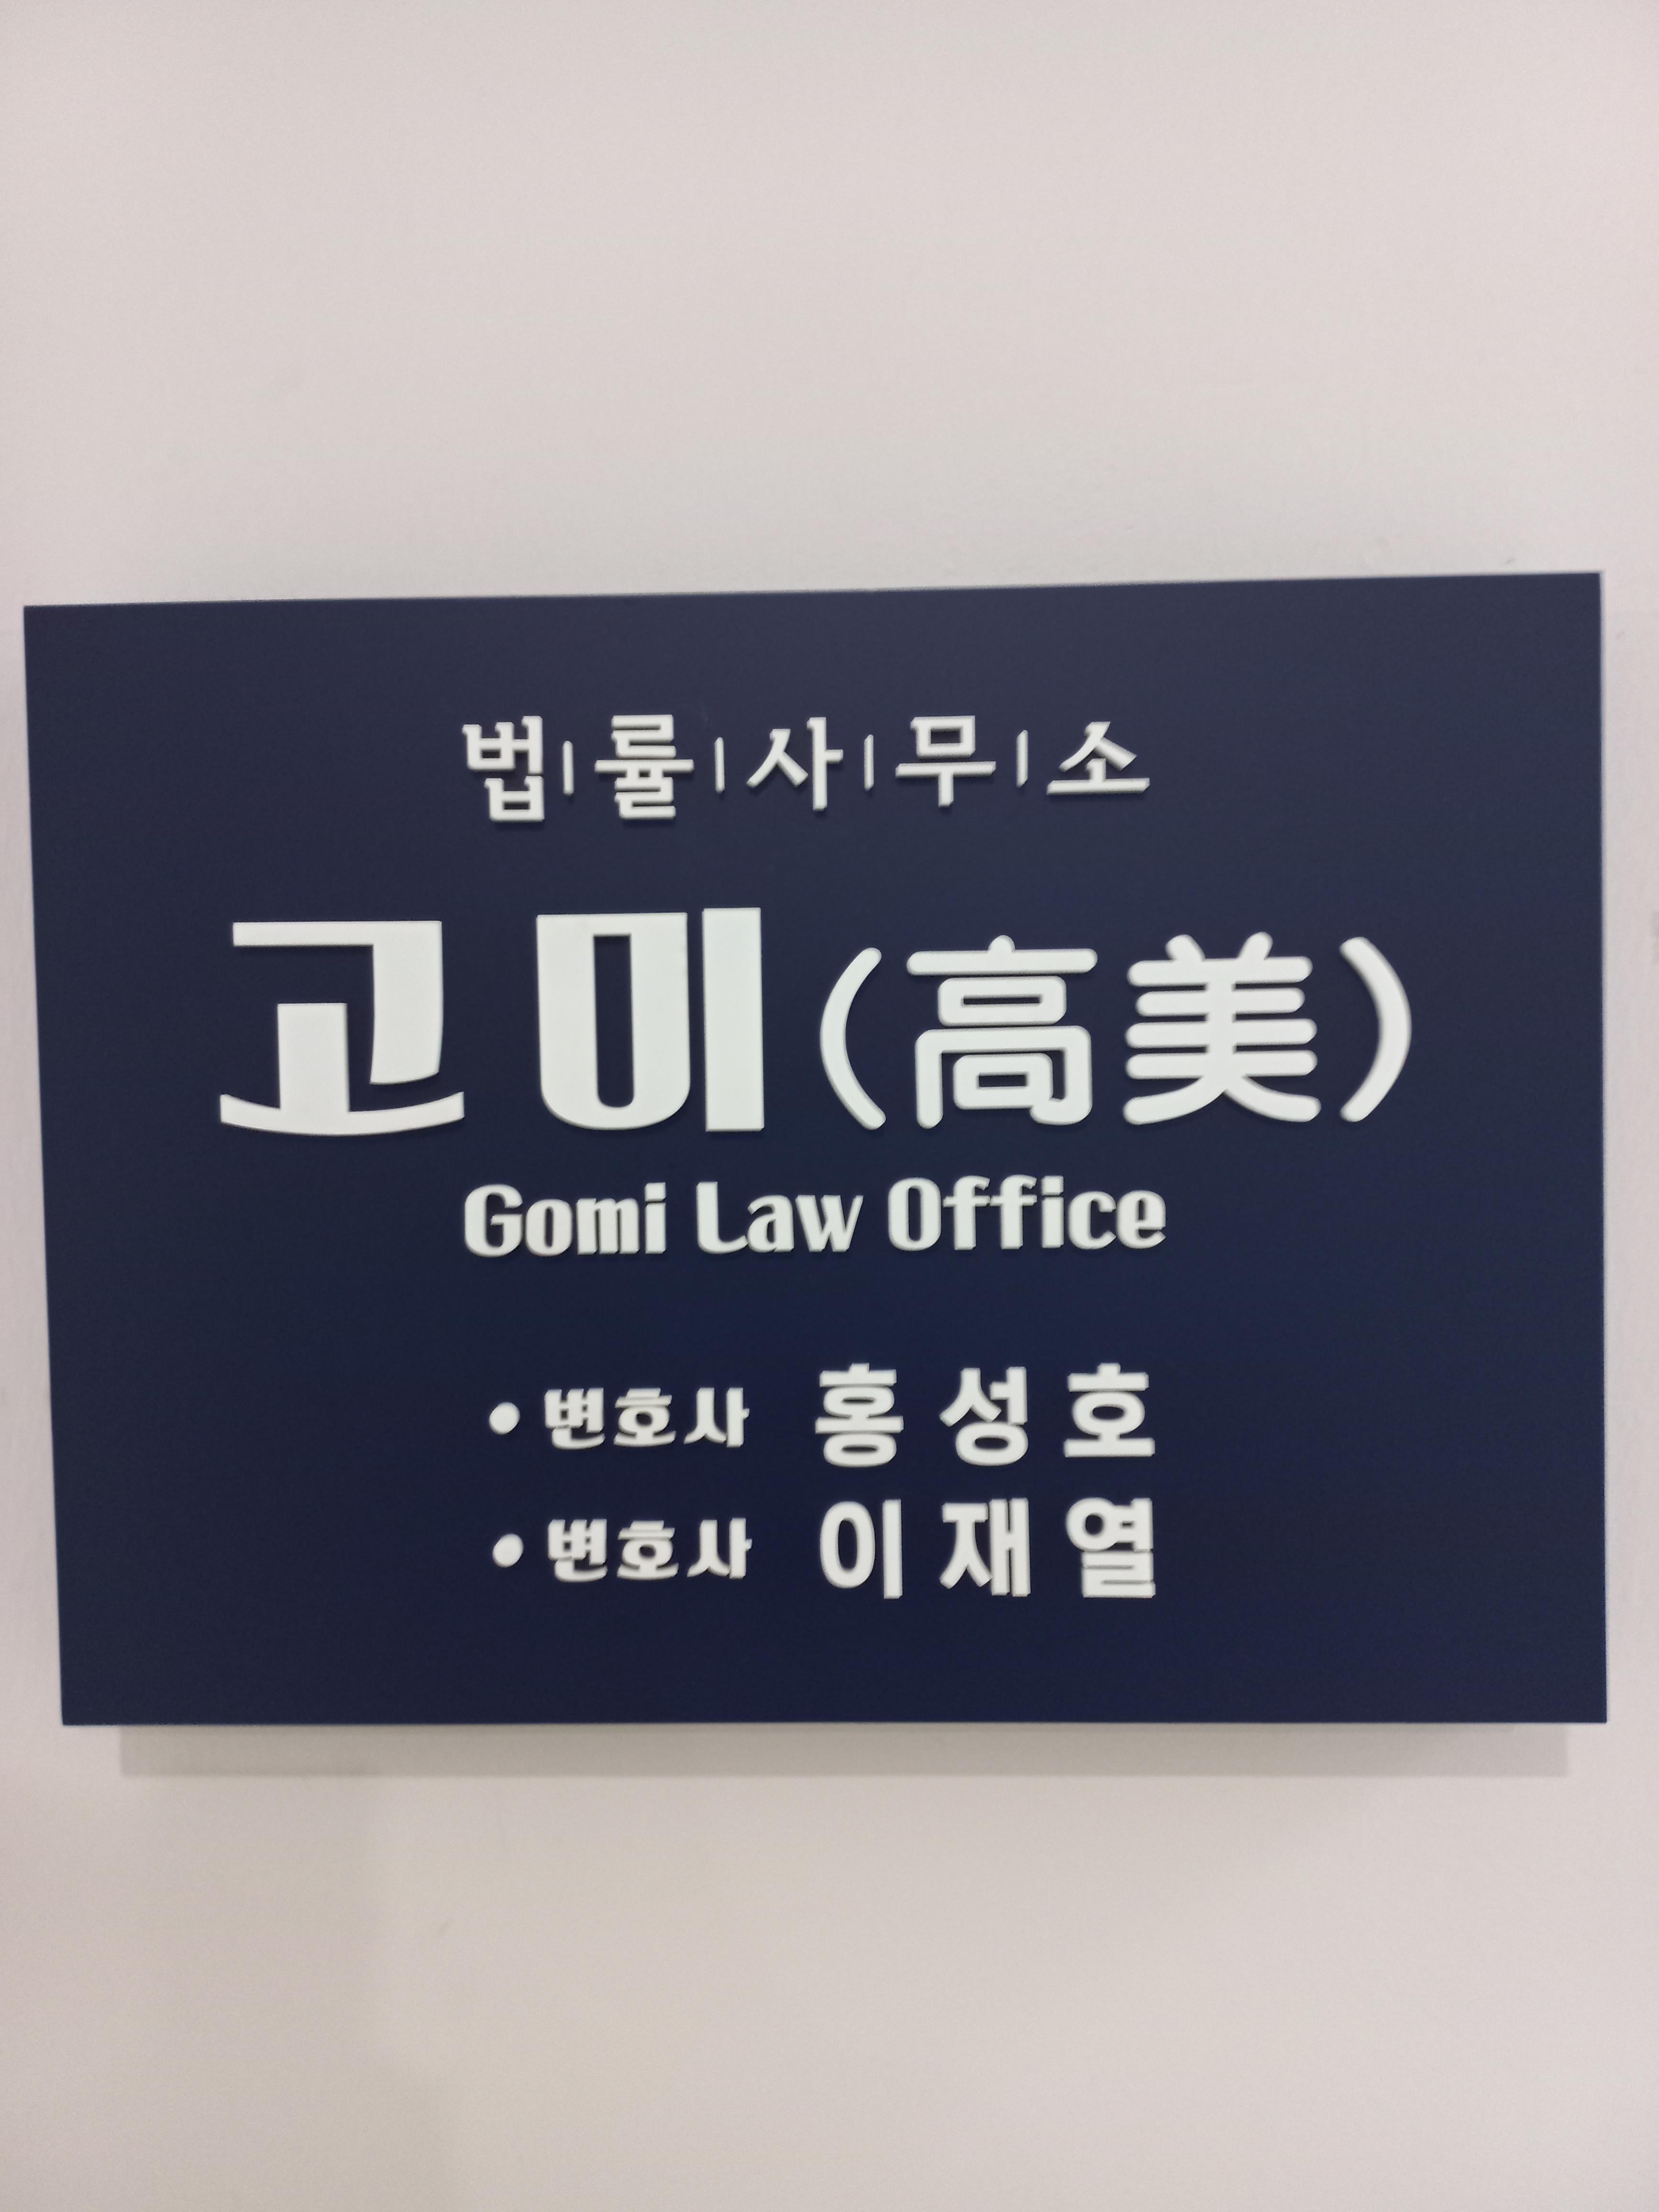 법|률|사|무|소
고미(高美)
Gomi Law Office
• 변호사 홍성호
• 변호사 이재열